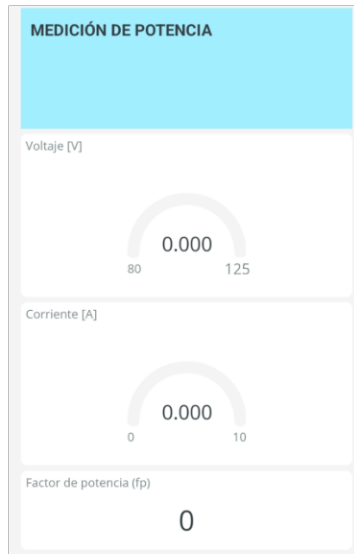 MEDICIÓN DE POTENCIA
Voltaje [V]
0.000
80 125
Corriente [A]
0.000
0 10
Factor de potencia (fp)
0